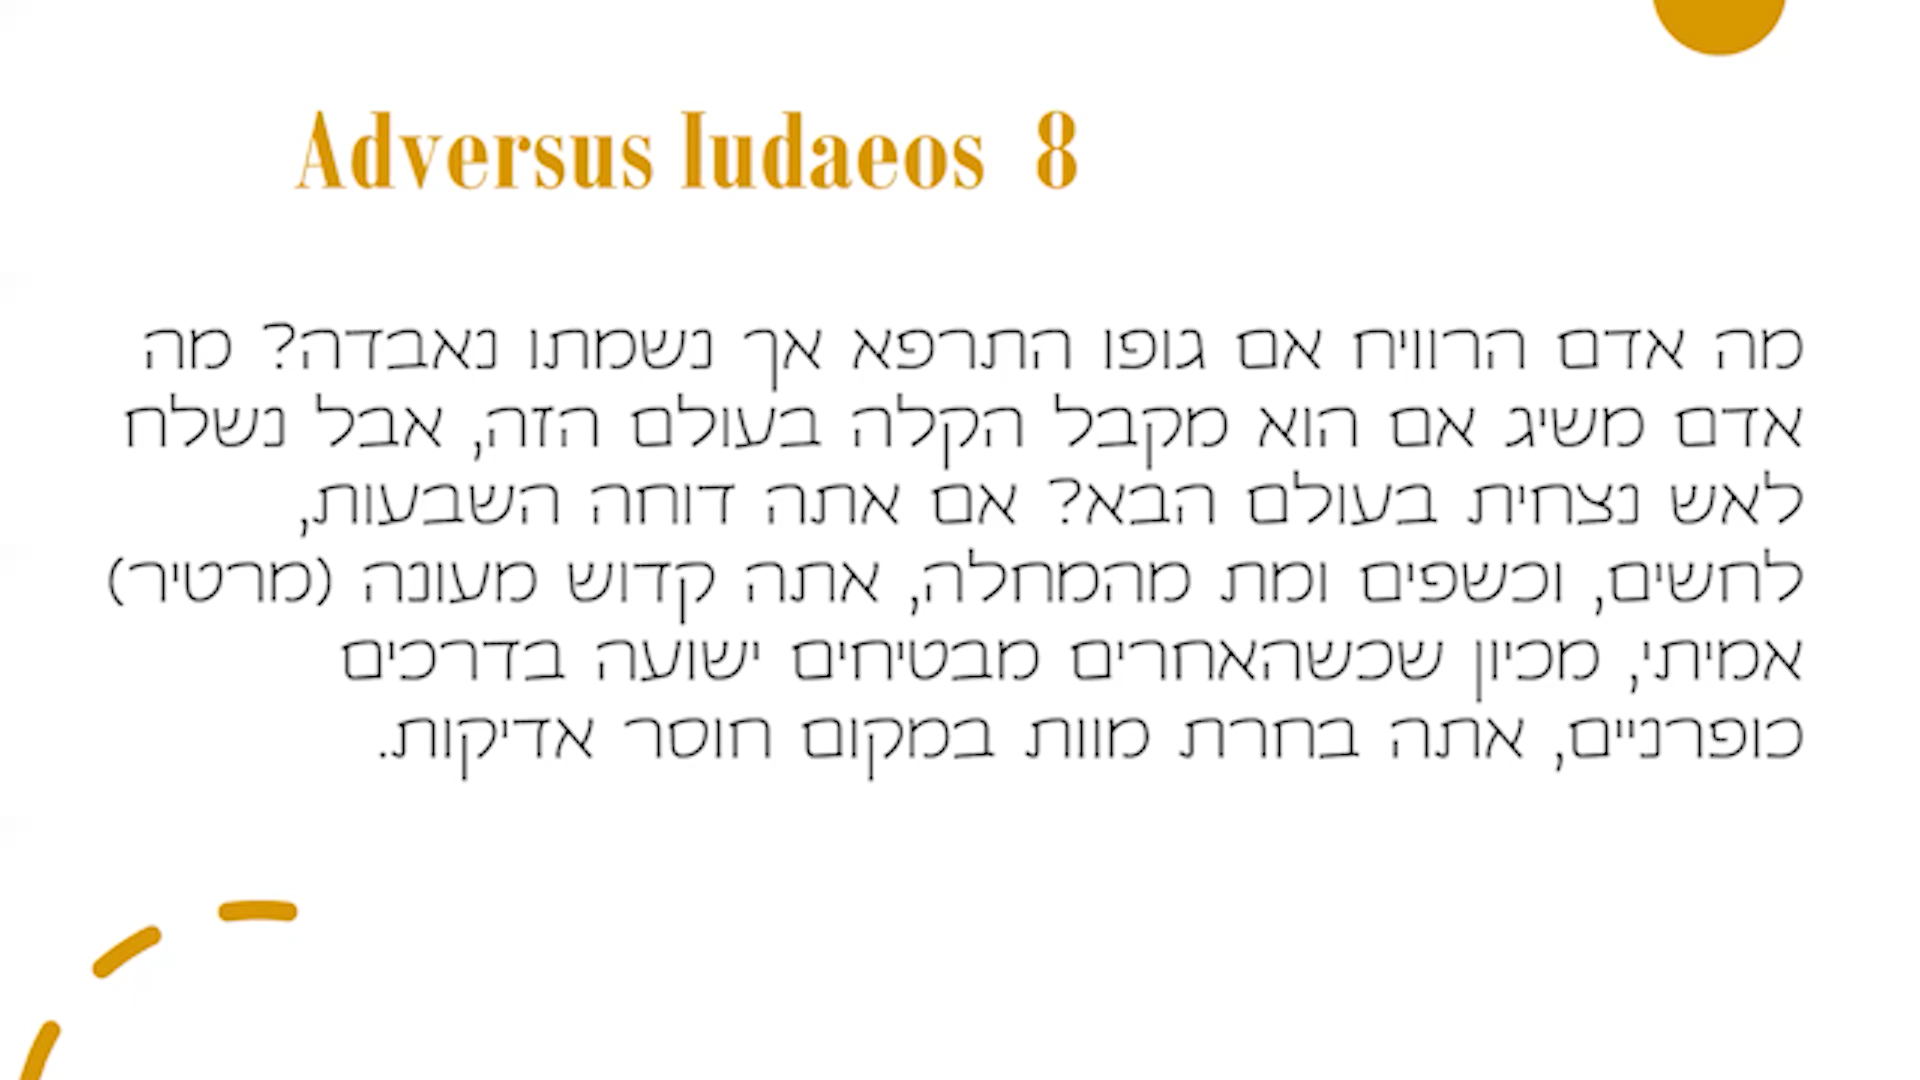 Adversus Iudaeos 8
מה אדם הרוויח אם גופו התרפא אך נשמתו נאבדה? מה
אדם משיג אם הוא מקבל הקלה בעולם הזה, אבל נשלח
לאש נצחית בעולם הבא? אם אתה דוחה השבעות,
לחשים, וכשפים ומת מהמחלה, אתה קדוש מעונה (מרטיר)
אמיתי, מכיון שכשהאחרים מבטיחים ישועה בדרכים
כופרניים, אתה בחרת מוות במקום חוסר אדיקות.